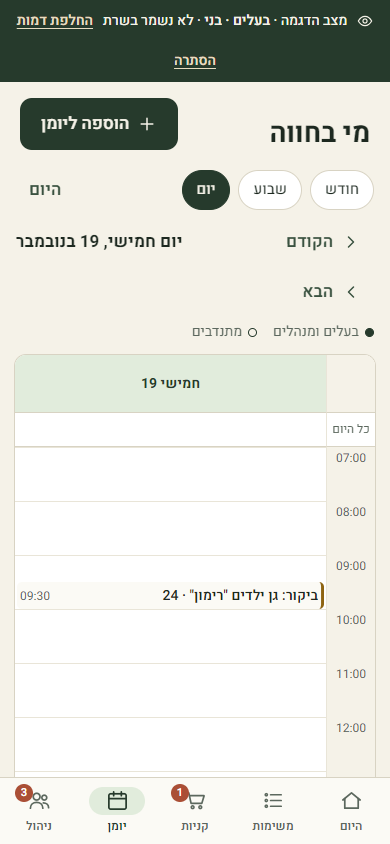 מצב הדגמה · בעלים · בני · לא נשמר בשרת החלפת דמות
הסתרה
מי בחווה
הוספה ליומן
חודש שבוע יום היום
הקודם יום חמישי, 19 בנובמבר
הבא
בעלים ומנהלים מתנדבים
חמישי 19
כל היום
07:00
08:00
09:00
ביקור: גן ילדים "רימון" · 24 09:30
10:00
11:00
12:00
1 3
היום משימות קניות יומן ניהול